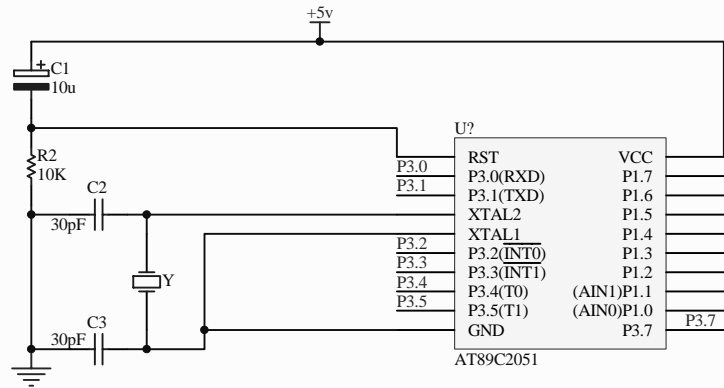 +5v
C1
+
10u
R2
10K
C2
30pF
Y
C3
30pF
U?
P3.0
P3.1
P3.2
P3.3
P3.4
P3.5
RST VCC
P3.0(RXD) P1.7
P3.1(TXD) P1.6
XTAL2 P1.5
XTAL1 P1.4
P3.2(INT0) P1.3
P3.3(INT1) P1.2
P3.4(T0) (AIN1)P1.1
P3.5(T1) (AIN0)P1.0
GND P3.7
P3.7
AT89C2051